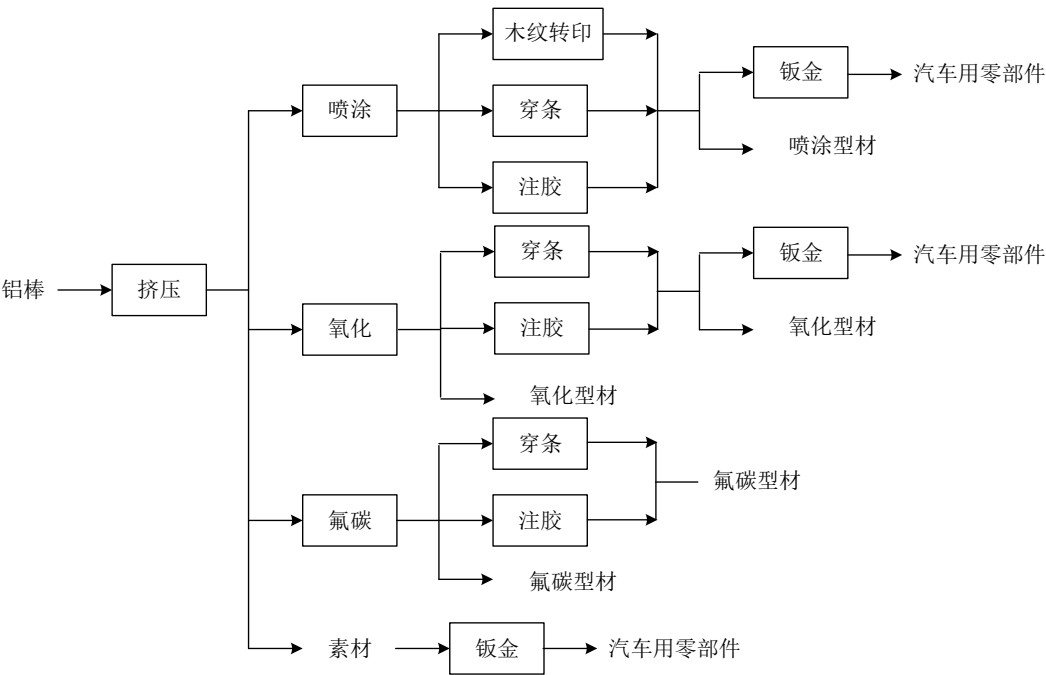 铝棒
挤压
喷涂
木纹转印
穿条
注胶
钣金
汽车用零部件
喷涂型材
氧化
穿条
注胶
氧化型材
钣金
汽车用零部件
氧化型材
氟碳
穿条
注胶
氟碳型材
氟碳型材
素材
钣金
汽车用零部件